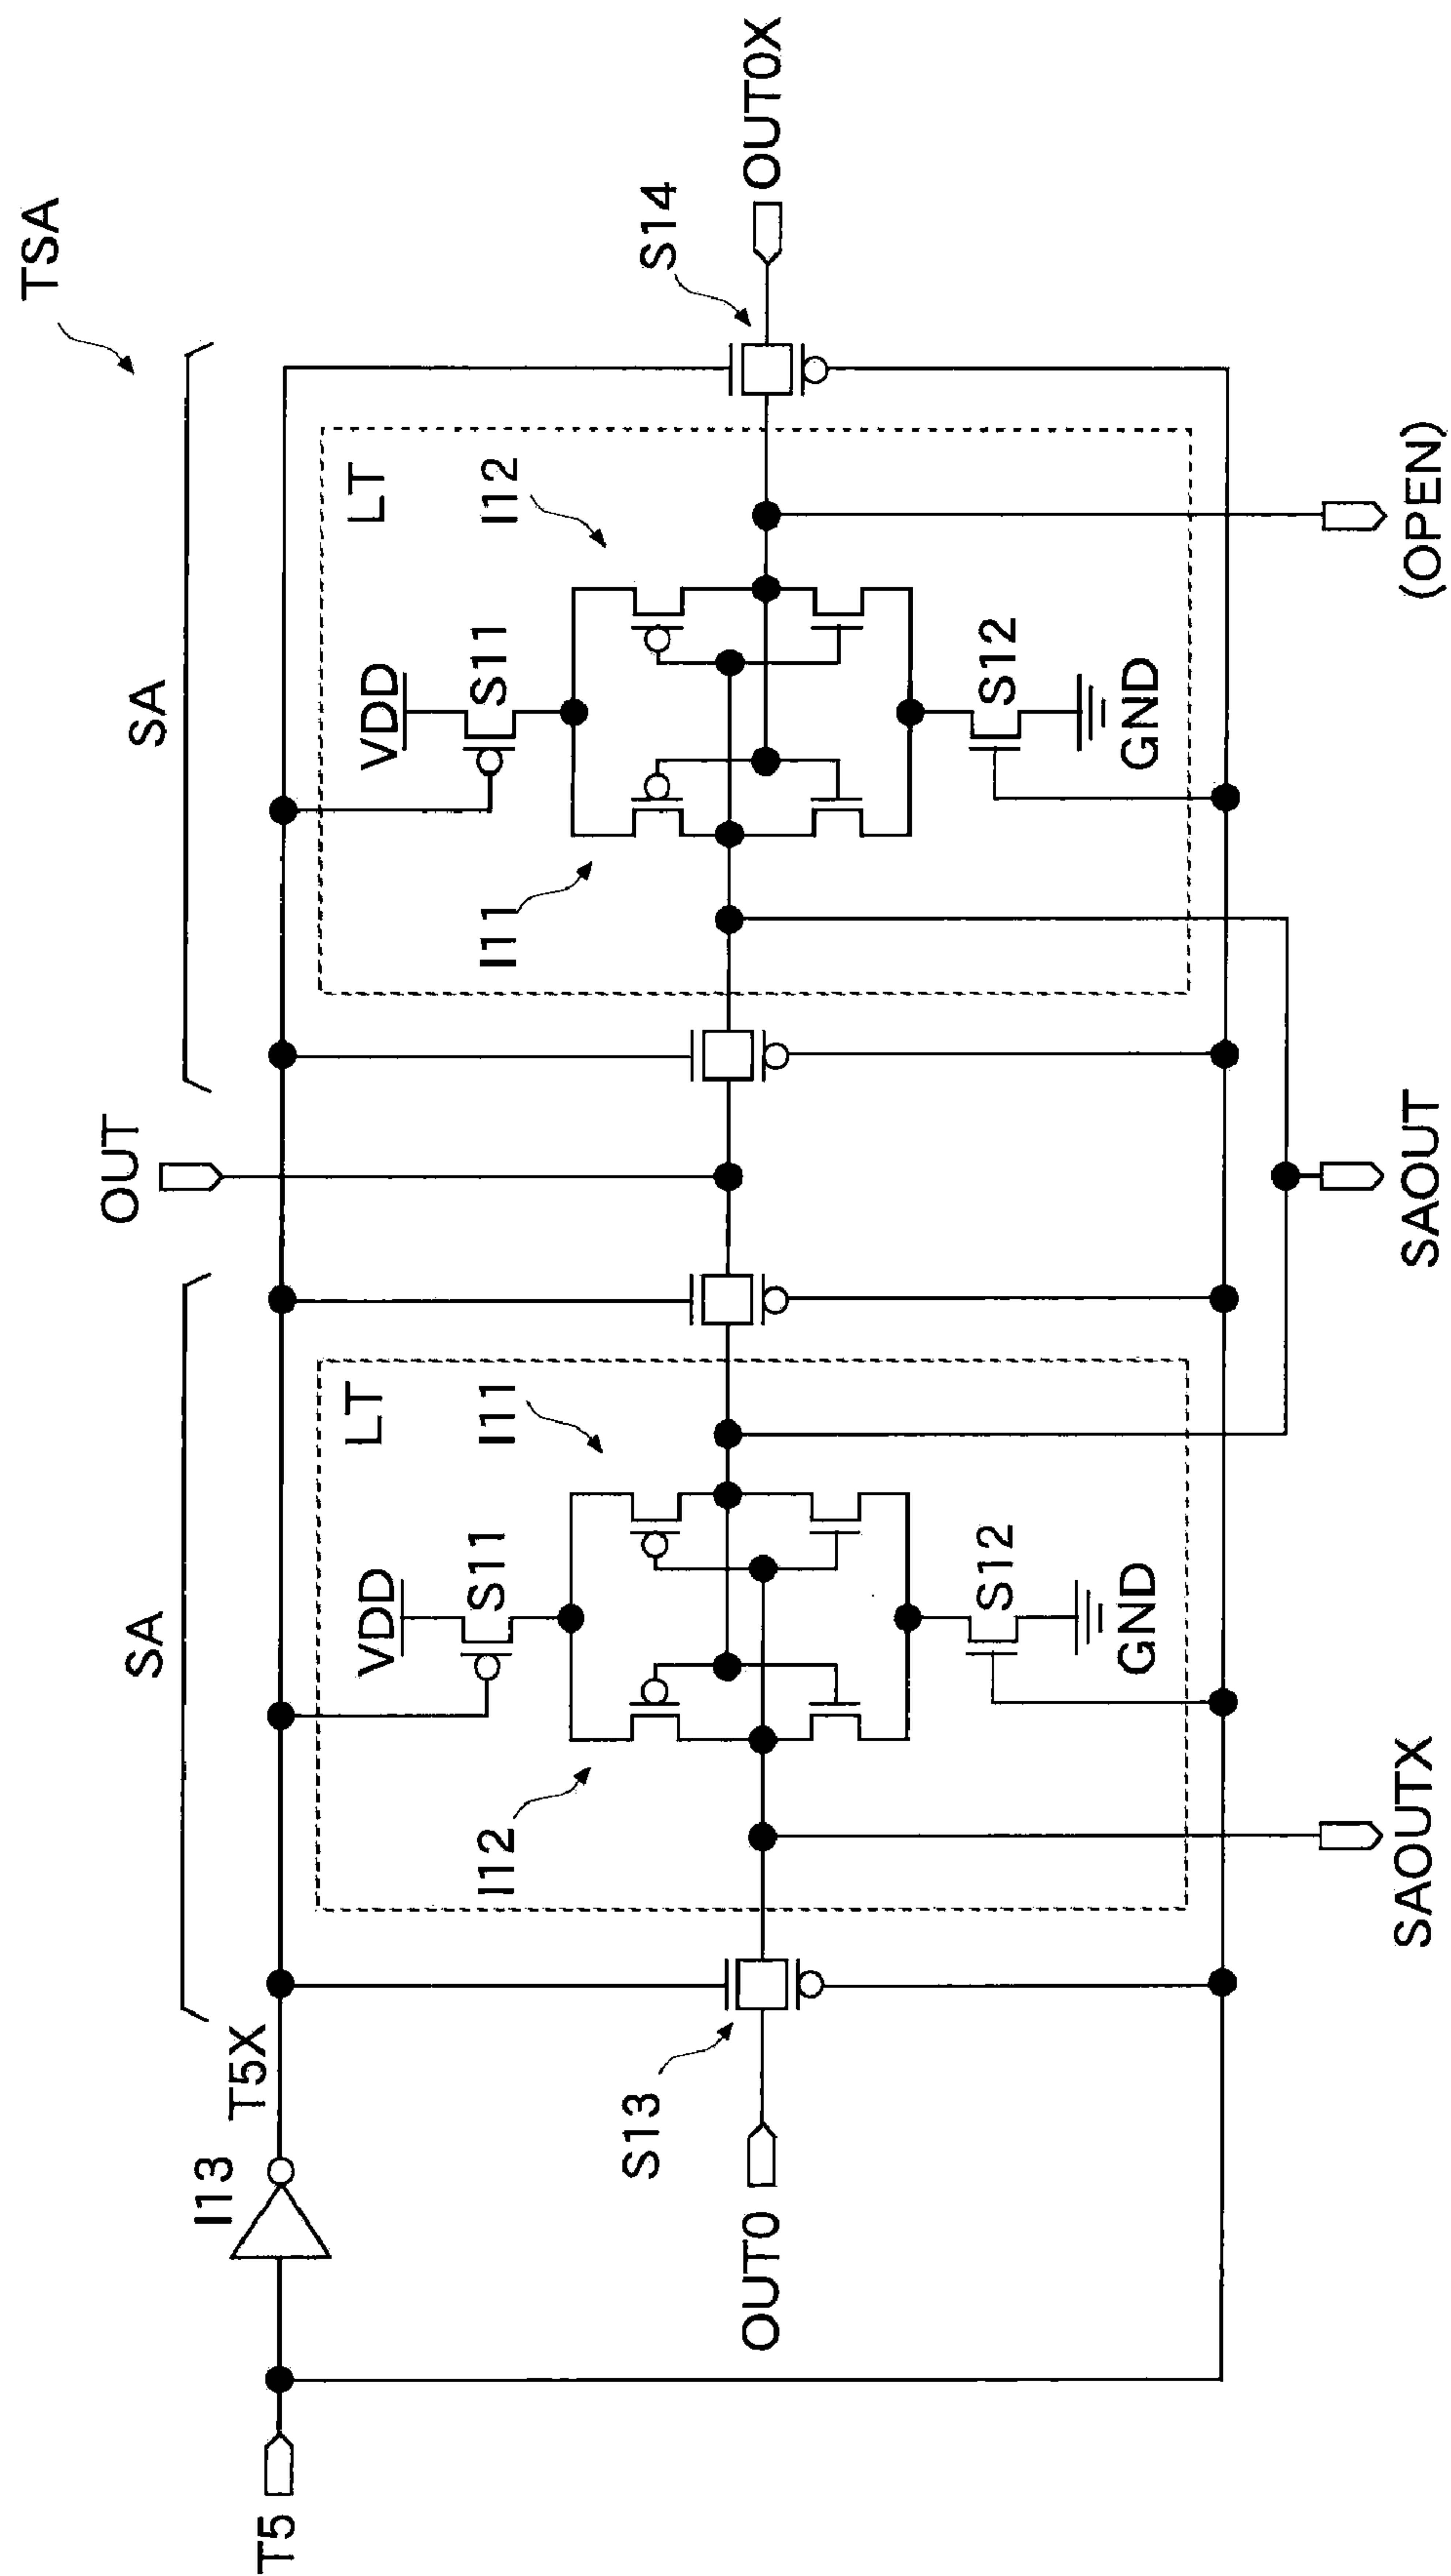 TSA
SA
SA
OUT
T5
I13
T5X
LT
VDD
S11
I12
I11
S12
GND
LT
VDD
S11
I11
I12
S12
GND
S13
OUT0
S14
OUT0X
SAOUTX
SAOUT
(OPEN)